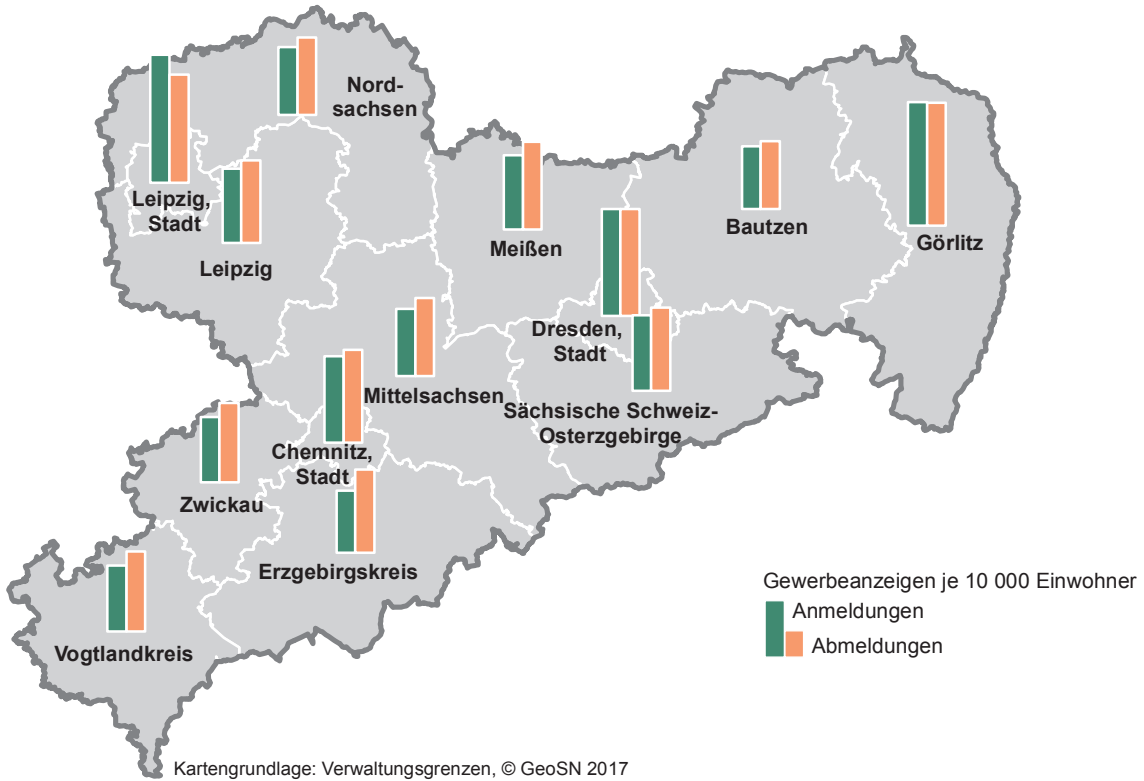 Nord-
sachsen
Leipzig,
Stadt
Leipzig
Meißen
Bautzen
Görlitz
Dresden,
Stadt
Mittelsachsen
Sächsische Schweiz-
Osterzgebirge
Chemnitz,
Stadt
Zwickau
Erzgebirgskreis
Vogtlandkreis
Gewerbeanzeigen je 10 000 Einwohner
Anmeldungen
Abmeldungen
Kartengrundlage: Verwaltungsgrenzen, © GeoSN 2017